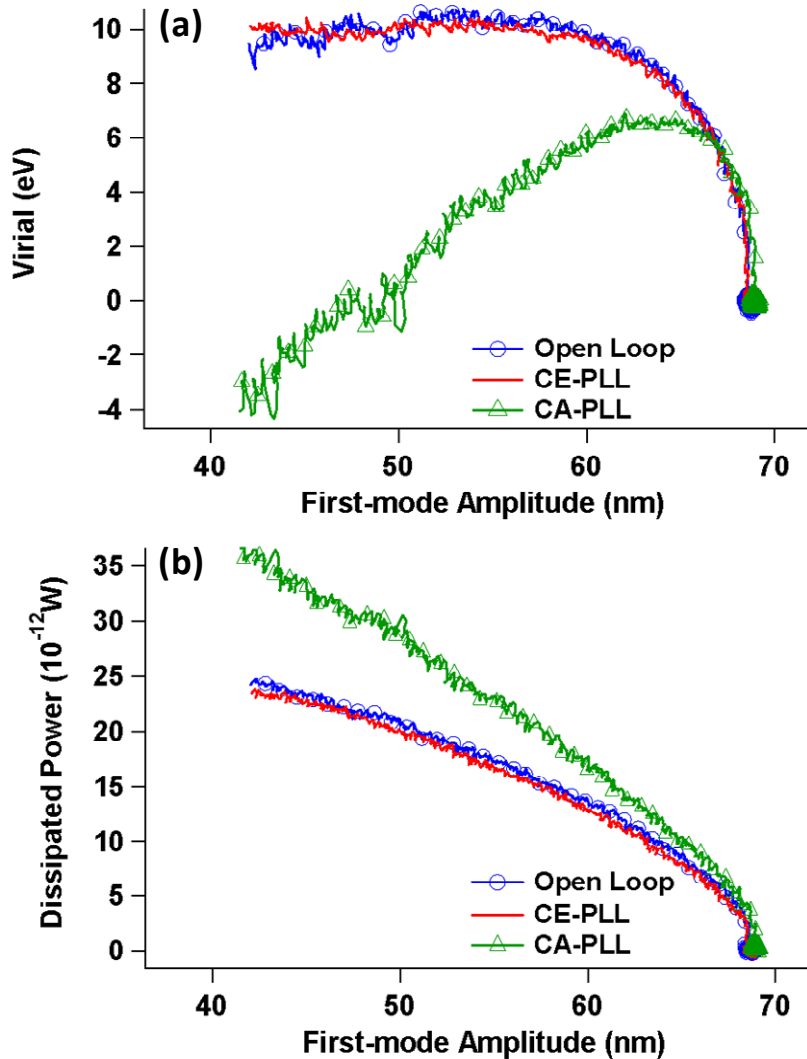 (a)
Virial (eV)
10
8
6
4
2
0
-2
-4
Open Loop
CE-PLL
CA-PLL
40
50
60
70
First-mode Amplitude (nm)
(b)
Dissipated Power (10⁻¹²W)
35
30
25
20
15
10
5
0
Open Loop
CE-PLL
CA-PLL
40
50
60
70
First-mode Amplitude (nm)